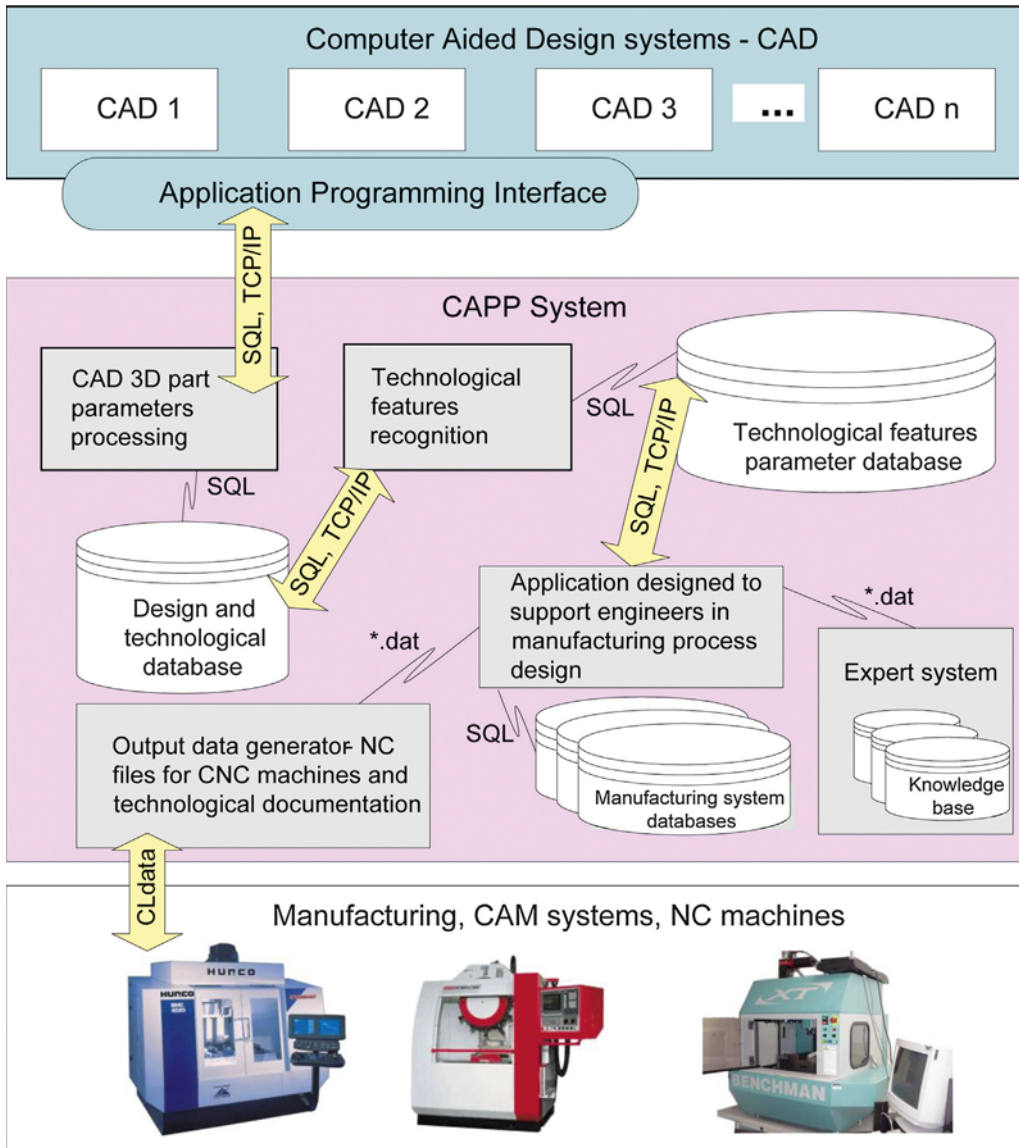 Computer Aided Design systems - CAD
CAD 1
CAD 2
CAD 3
...
CAD n
Application Programming Interface
SQL, TCP/IP
CAPP System
CAD 3D part
parameters
processing
Technological
features
recognition
SQL
Technological features
parameter database
SQL
SQL, TCP/IP
SQL, TCP/IP
Design and
technological
database
Application designed to
support engineers in
manufacturing process
design
*.dat
*.dat
Expert system
Knowledge
base
SQL
Manufacturing system
databases
Output data generator- NC
files for CNC machines and
technological documentation
CLdata
Manufacturing, CAM systems, NC machines
HURCO
HURCO
XT
BENCHMAN